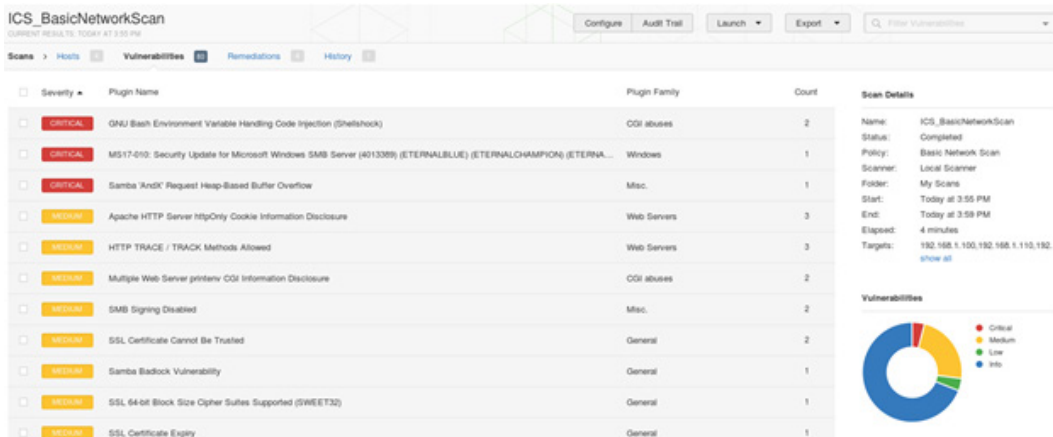 ICS_BasicNetworkScan
CURRENT RESULTS: TODAY AT 3:55 PM
Configure Audit Trail Launch Export Filter Vulnerabilities
Scans > Hosts Vulnerabilities Remediations History
Severity Plugin Name Plugin Family Count
CRITICAL GNU Bash Environment Variable Handling Code Injection (Shellshock) CGI abuses 2
CRITICAL MS17-010: Security Update for Microsoft Windows SMB Server (4013389) (ETERNALBLUE) (ETERNALCHAMPION) (ETERNA... Windows 1
CRITICAL Samba 'AndX' Request Heap-Based Buffer Overflow Misc. 1
MEDIUM Apache HTTP Server httpOnly Cookie Information Disclosure Web Servers 3
MEDIUM HTTP TRACE / TRACK Methods Allowed Web Servers 3
MEDIUM Multiple Web Server printenv CGI Information Disclosure CGI abuses 2
MEDIUM SMB Signing Disabled Misc. 2
MEDIUM SSL Certificate Cannot Be Trusted General 2
MEDIUM Samba Badlock Vulnerability General 1
MEDIUM SSL 64-bit Block Size Cipher Suites Supported (SWEET32) General 1
MEDIUM SSL Certificate Expiry General 1
Scan Details
Name: ICS_BasicNetworkScan
Status: Completed
Policy: Basic Network Scan
Scanner: Local Scanner
Folder: My Scans
Start: Today at 3:55 PM
End: Today at 3:59 PM
Elapsed: 4 minutes
Targets: 192.168.1.100,192.168.1.110,192.
show all
Vulnerabilities
Critical
Medium
Low
Info